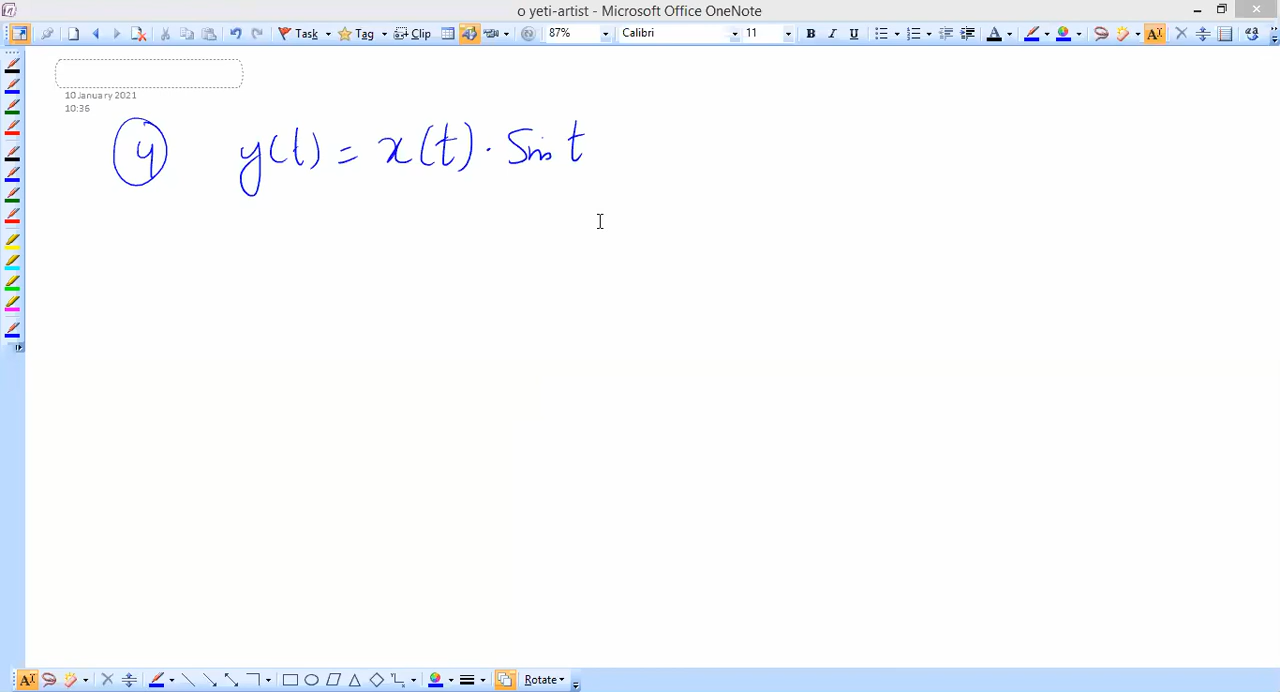 o yeti-artist - Microsoft Office OneNote
Task Tag Clip 87% Calibri 11 B I U A
10 January 2021
10:36
4 y(t) = x(t) · Sin t
Rotate